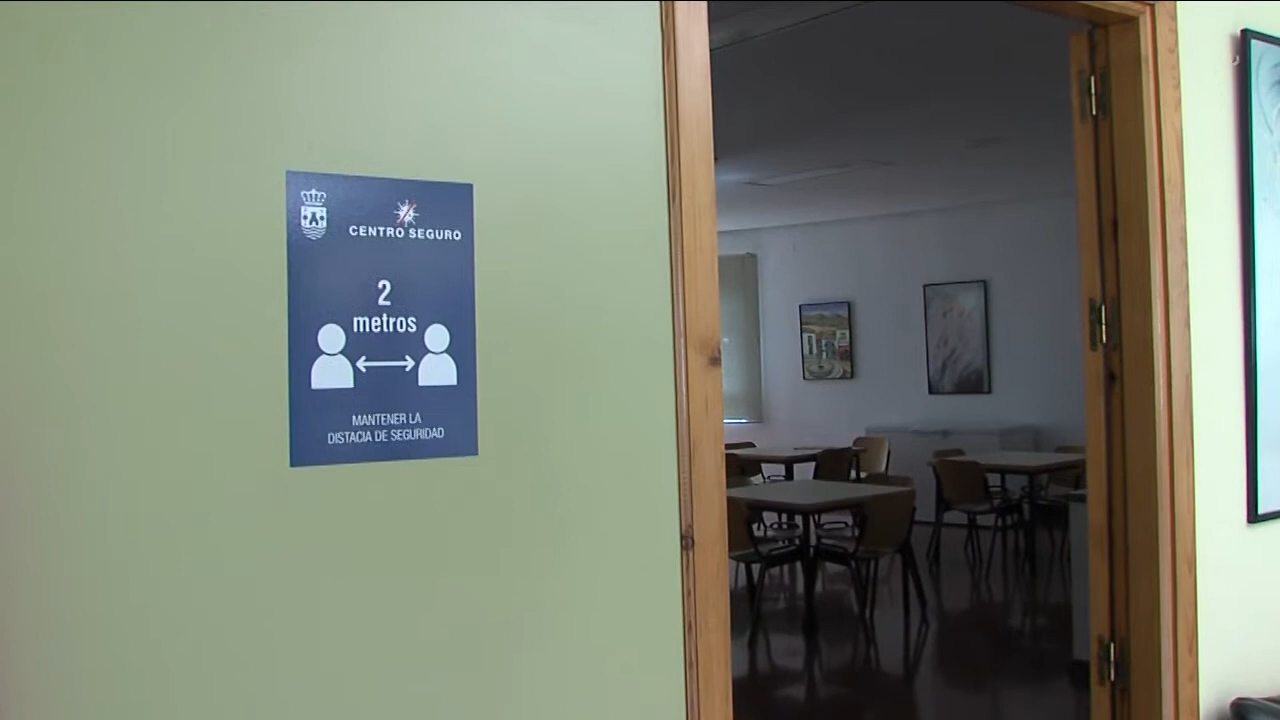 CENTRO SEGURO
2
metros
MANTENER LA
DISTACIA DE SEGURIDAD